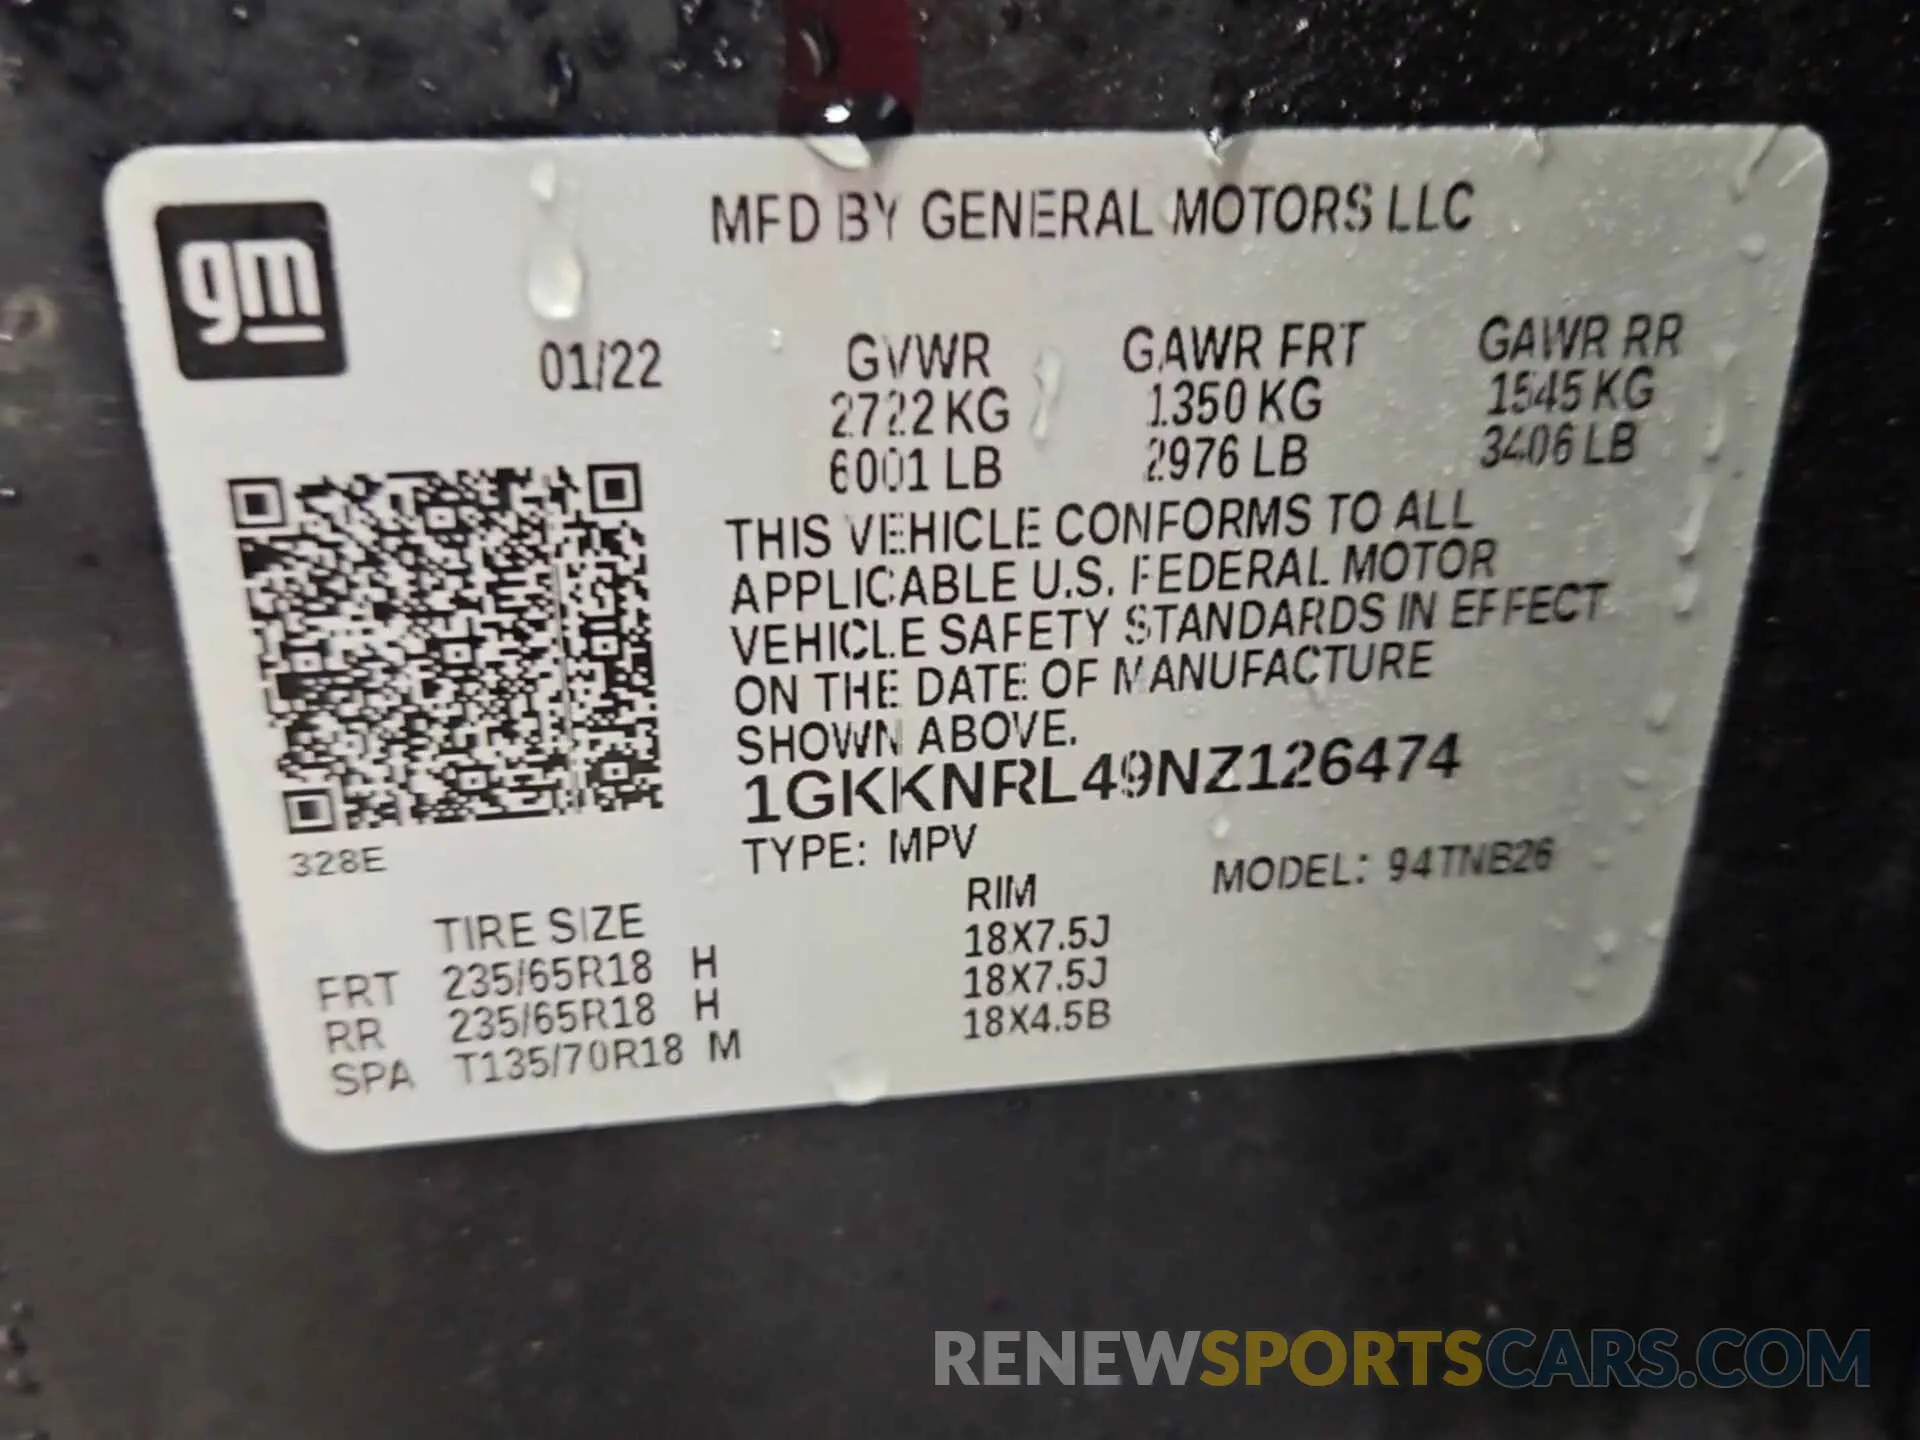 gm
MFD BY GENERAL MOTORS LLC
01/22
GVWR GAWR FRT GAWR RR
2722 KG 1350 KG 1545 KG
6001 LB 2976 LB 3406 LB
THIS VEHICLE CONFORMS TO ALL
APPLICABLE U.S. FEDERAL MOTOR
VEHICLE SAFETY STANDARDS IN EFFECT
ON THE DATE OF MANUFACTURE
SHOWN ABOVE.
1GKKNRL49NZ126474
328E
TYPE: MPV MODEL: 94TNB26
TIRE SIZE RIM
FRT 235/65R18 H 18X7.5J
RR 235/65R18 H 18X7.5J
SPA T135/70R18 M 18X4.5B
RENEWSPORTSCARS.COM